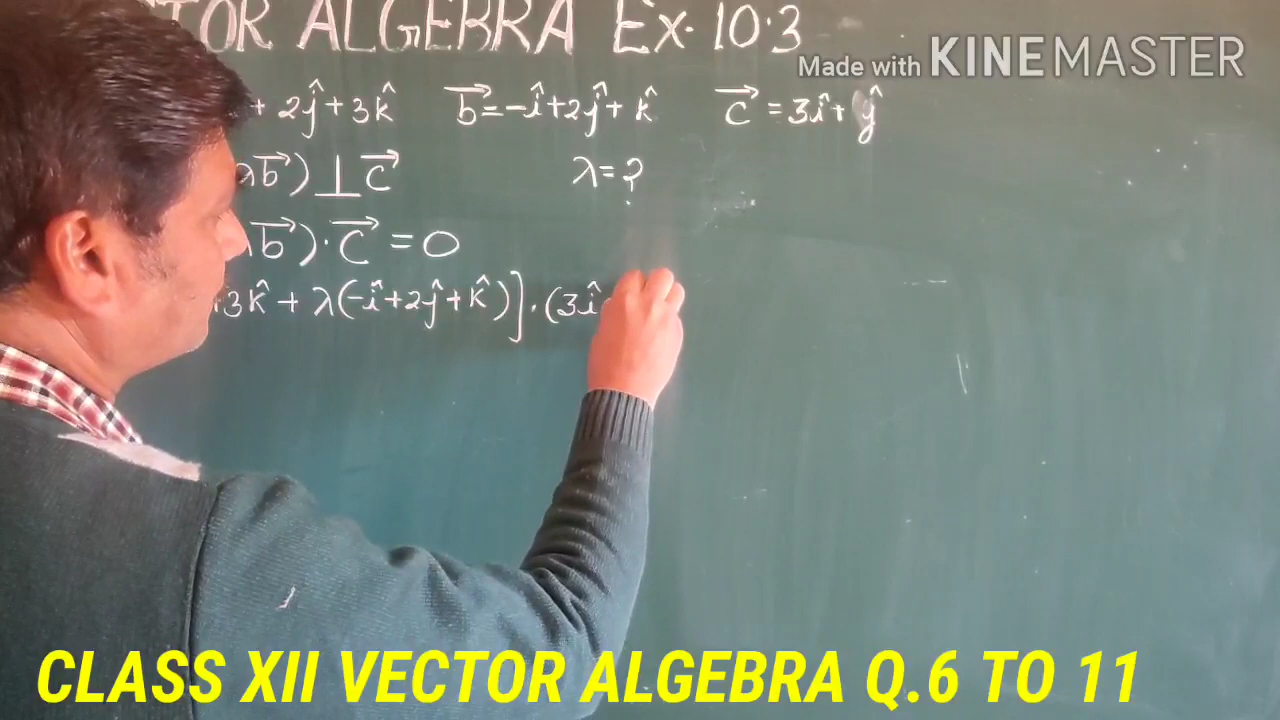 TOR ALGEBRA Ex. 10.3
Made with KINEMASTER
+ 2ĵ + 3k̂ b⃗ = -î + 2ĵ + k̂ c⃗ = 3î + ĵ
λb⃗) ⊥ c⃗ λ = ?
b⃗) · c⃗ = 0
+3k̂ + λ(-î + 2ĵ + k̂)] · (3î
CLASS XII VECTOR ALGEBRA Q.6 TO 11